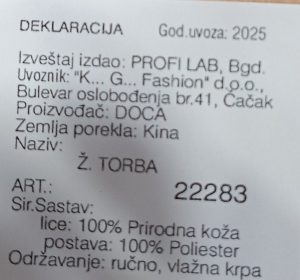 DEKLARACIJA God.uvoza: 2025
Izveštaj izdao: PROFI LAB, Bgd.
Uvoznik: "K... G... Fashion" d.o.o.,
Bulevar oslobođenja br.41, Čačak
Proizvođač: DOCA
Zemlja porekla: Kina
Naziv:
Ž. TORBA
ART.: 22283
Sir.Sastav:
lice: 100% Prirodna koža
postava: 100% Poliester
Održavanje: ručno, vlažna krpa